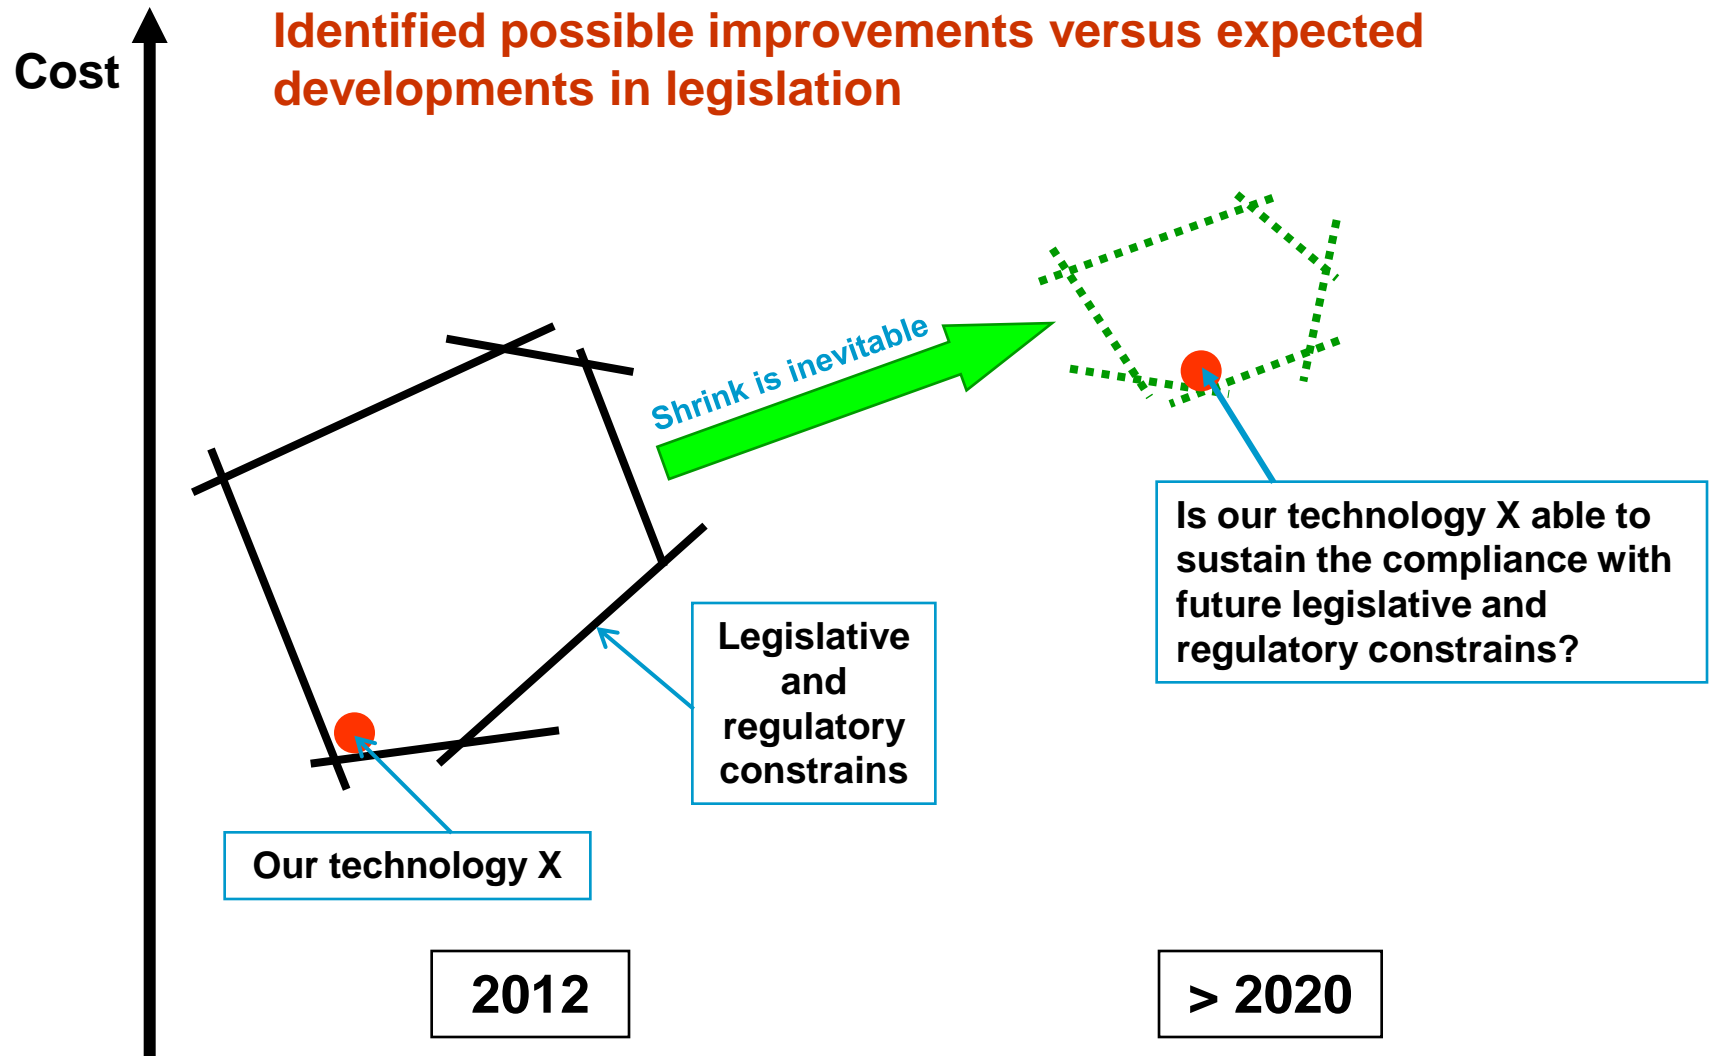 Identified possible improvements versus expected
developments in legislation
Cost
Shrink is inevitable
Is our technology X able to
sustain the compliance with
future legislative and
regulatory constrains?
Legislative
and
regulatory
constrains
Our technology X
2012
> 2020